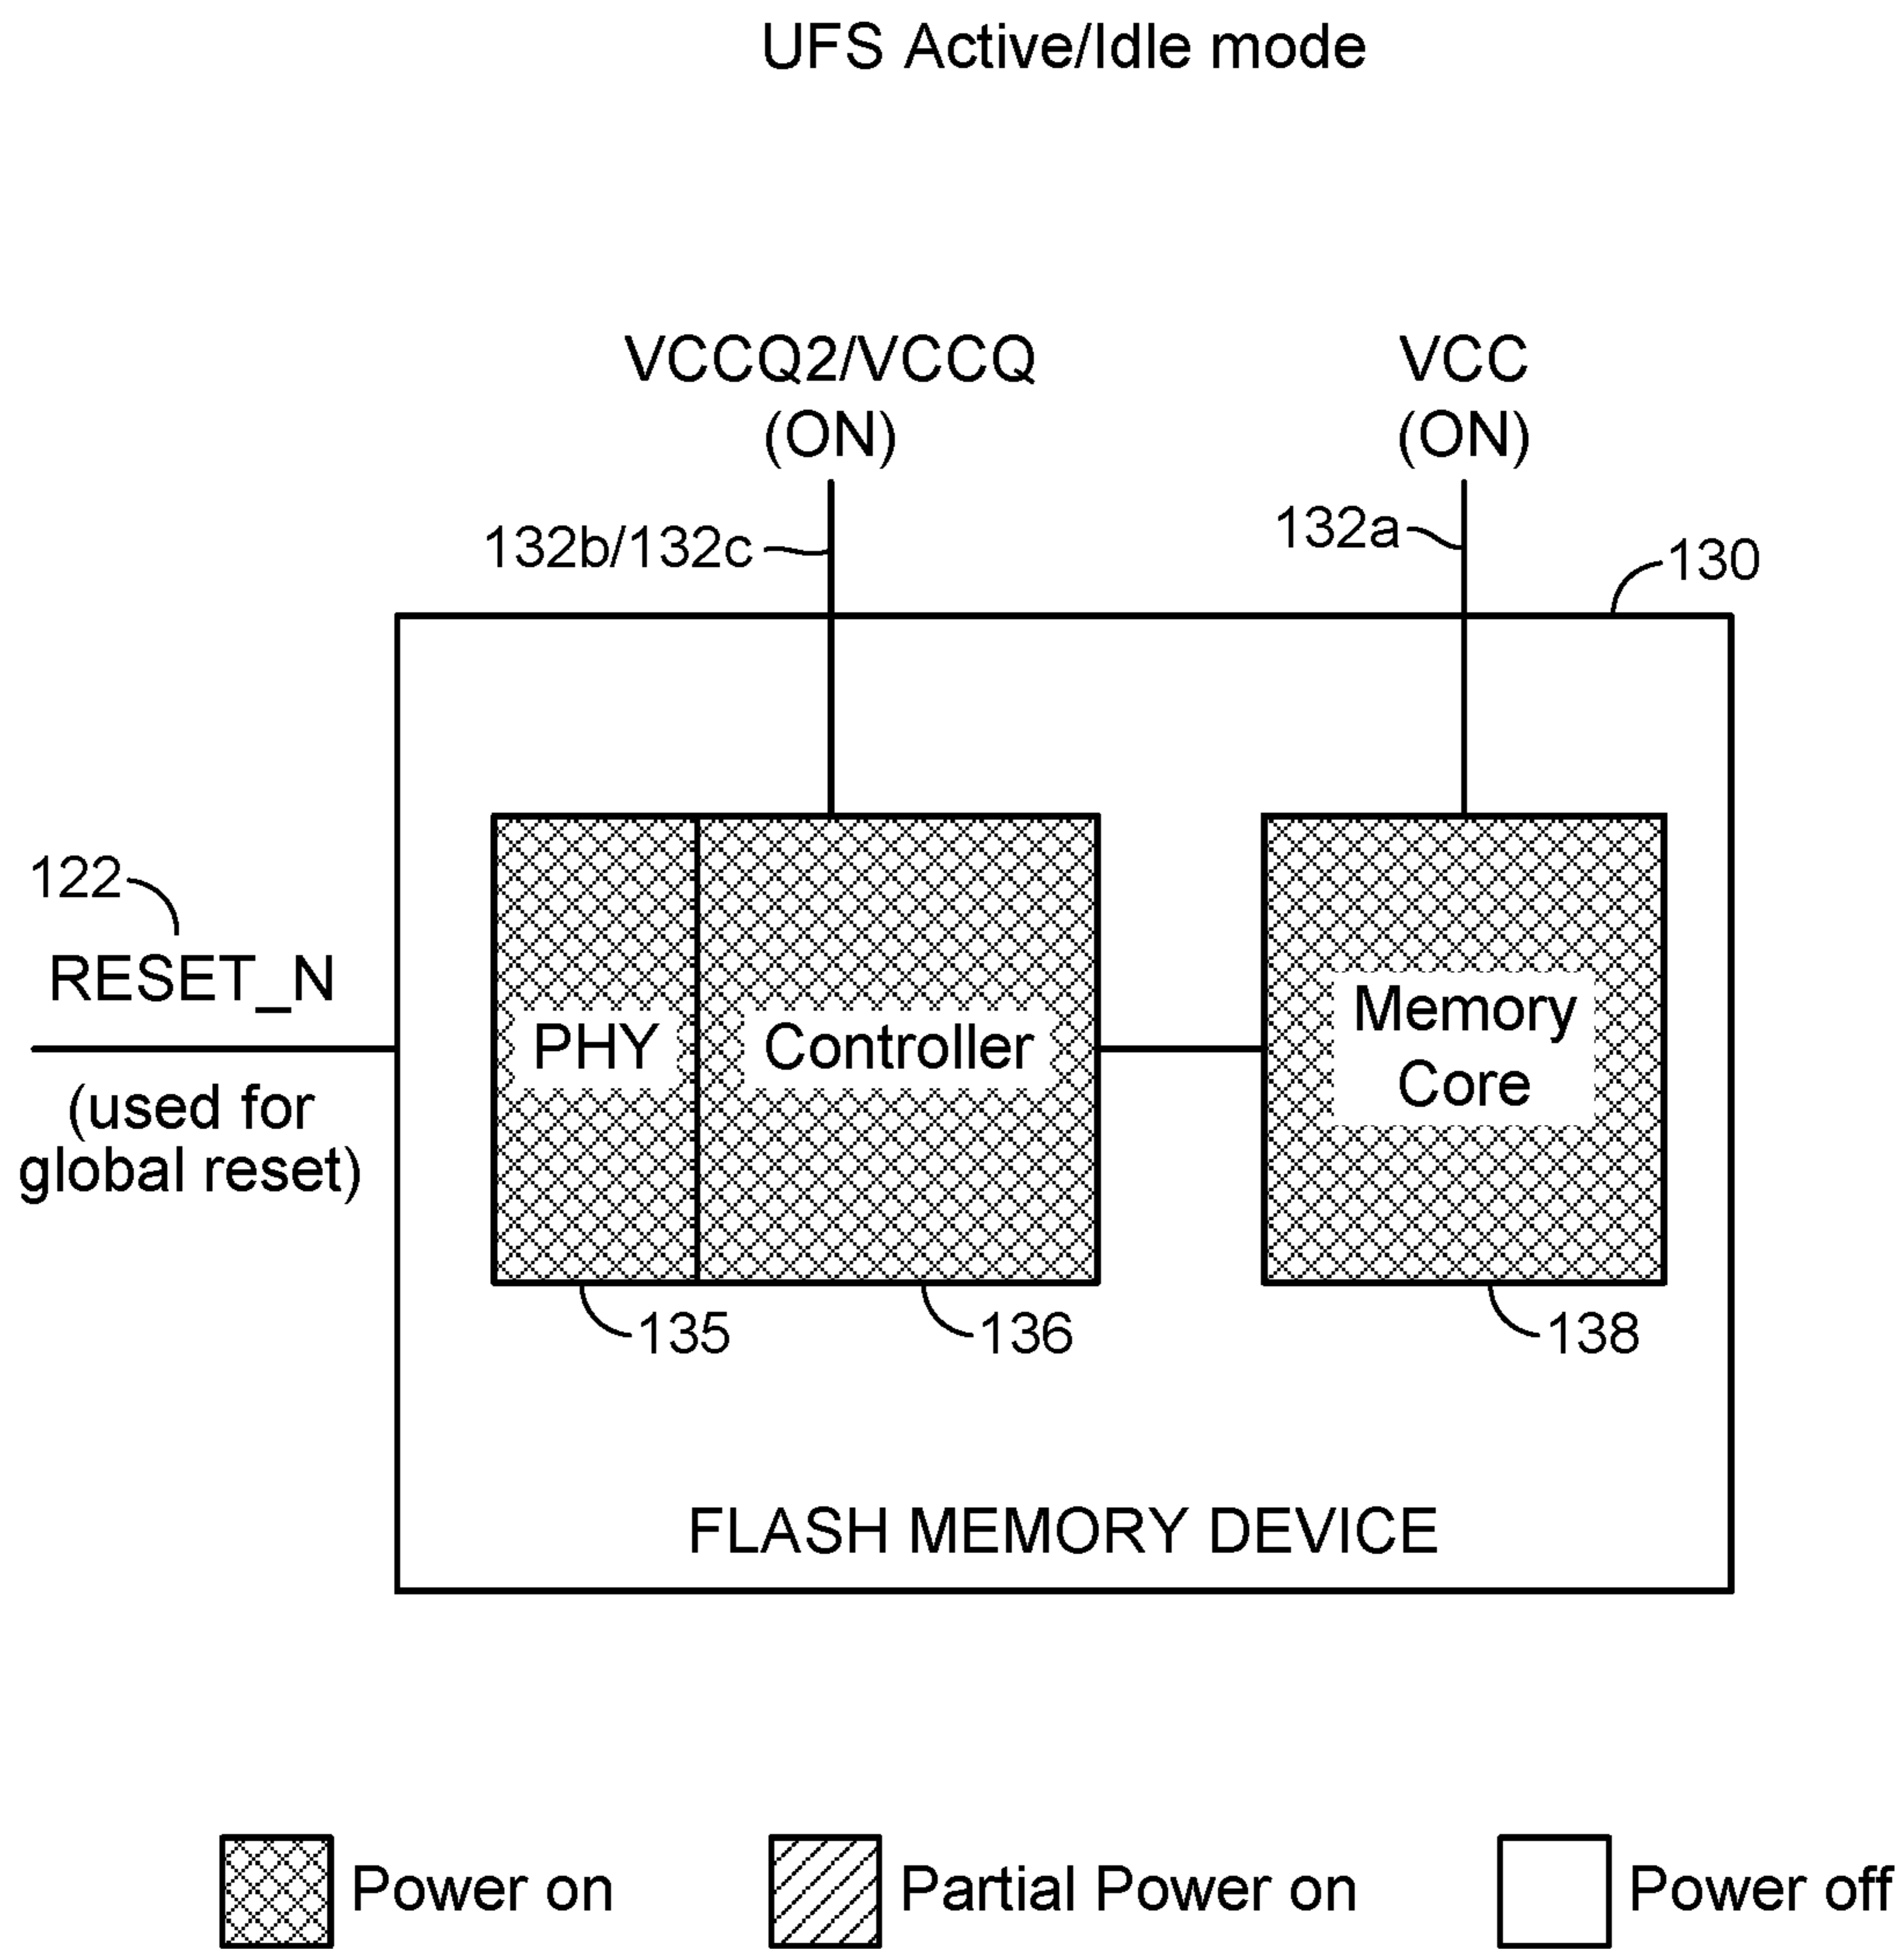 UFS Active/Idle mode
VCCQ2/VCCQ
(ON)
VCC
(ON)
132b/132c
132a
130
122
RESET_N
(used for
global reset)
PHY
Controller
Memory
Core
135
136
138
FLASH MEMORY DEVICE
Power on
Partial Power on
Power off